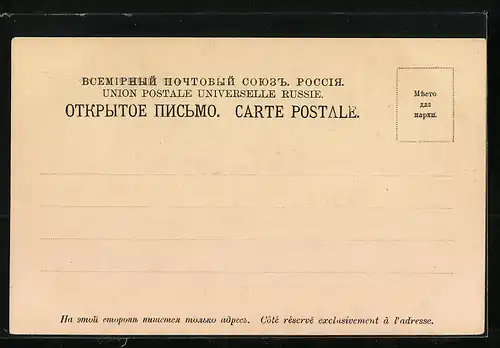 ВСЕМІРНЫЙ ПОЧТОВЫЙ СОЮЗЪ. РОССІЯ.
UNION POSTALE UNIVERSELLE RUSSIE.
ОТКРЫТОЕ ПИСЬМО. CARTE POSTALE.
Мѣсто
для
марки.
На этой сторонѣ пишется только адресъ. Côté réservé exclusivement à l'adresse.